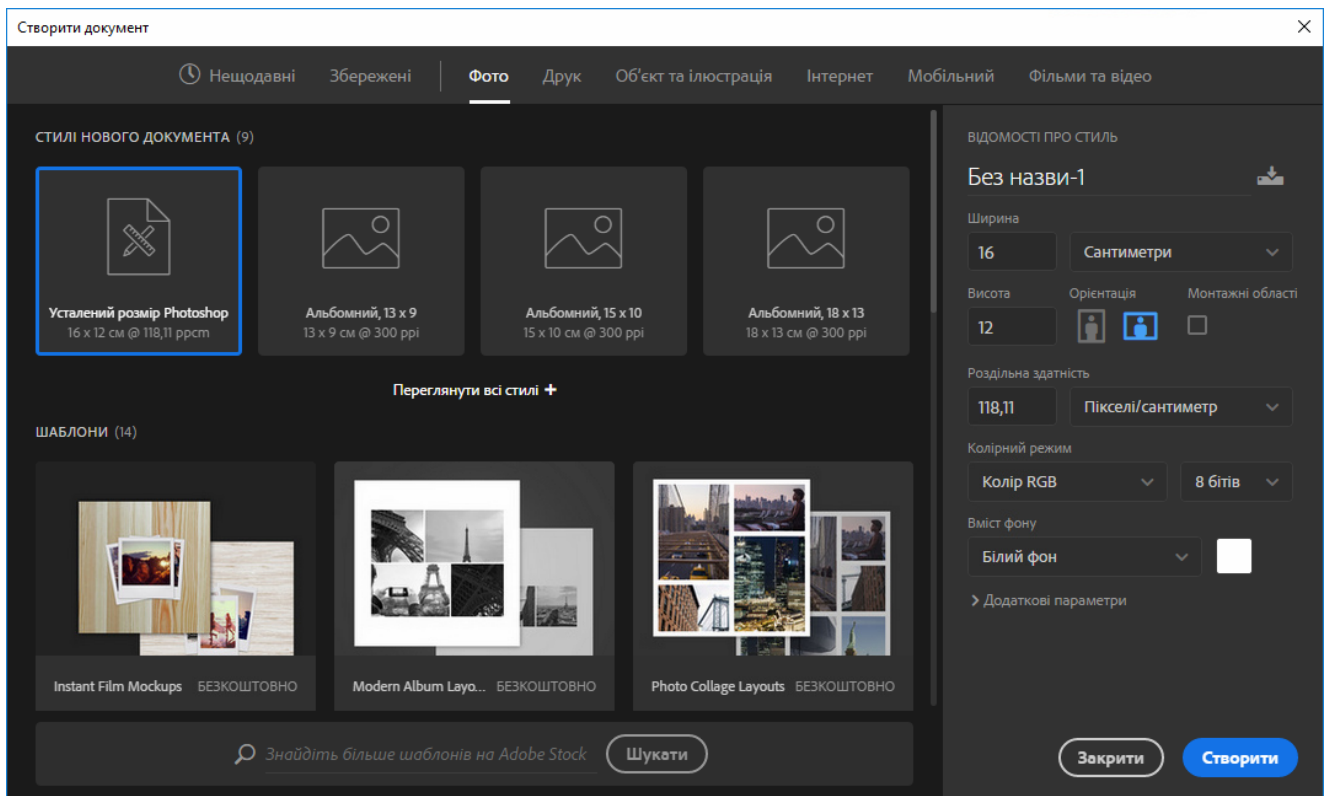 Створити документ
Нещодавні Збережені Фото Друк Об'єкт та ілюстрація Інтернет Мобільний Фільми та відео
СТИЛІ НОВОГО ДОКУМЕНТА (9)
Усталений розмір Photoshop
16 x 12 см @ 118,11 ppcm
Альбомний, 13 x 9
13 x 9 см @ 300 ppi
Альбомний, 15 x 10
15 x 10 см @ 300 ppi
Альбомний, 18 x 13
18 x 13 см @ 300 ppi
Переглянути всі стилі +
ШАБЛОНИ (14)
Instant Film Mockups БЕЗКОШТОВНО
Modern Album Layo... БЕЗКОШТОВНО
Photo Collage Layouts БЕЗКОШТОВНО
Знайдіть більше шаблонів на Adobe Stock Шукати
ВІДОМОСТІ ПРО СТИЛЬ
Без назви-1
Ширина
16 Сантиметри
Висота Орієнтація Монтажні області
12
Роздільна здатність
118,11 Пікселі/сантиметр
Колірний режим
Колір RGB 8 бітів
Вміст фону
Білий фон
Додаткові параметри
Закрити Створити